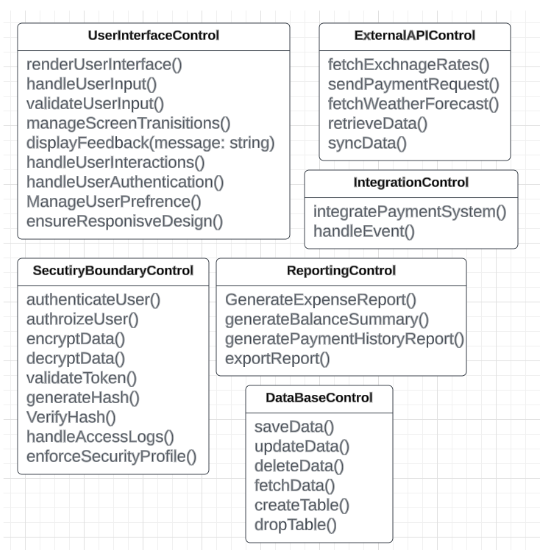 UserInterfaceControl
renderUserInterface()
handleUserInput()
validateUserInput()
manageScreenTranisitions()
displayFeedback(message: string)
handleUserInteractions()
handleUserAuthentication()
ManageUserPrefrence()
ensureResponisveDesign()
ExternalAPIControl
fetchExchnageRates()
sendPaymentRequest()
fetchWeatherForecast()
retrieveData()
syncData()
IntegrationControl
integratePaymentSystem()
handleEvent()
SecutiryBoundaryControl
authenticateUser()
authroizeUser()
encryptData()
decryptData()
validateToken()
generateHash()
VerifyHash()
handleAccessLogs()
enforceSecurityProfile()
ReportingControl
GenerateExpenseReport()
generateBalanceSummary()
generatePaymentHistoryReport()
exportReport()
DataBaseControl
saveData()
updateData()
deleteData()
fetchData()
createTable()
dropTable()